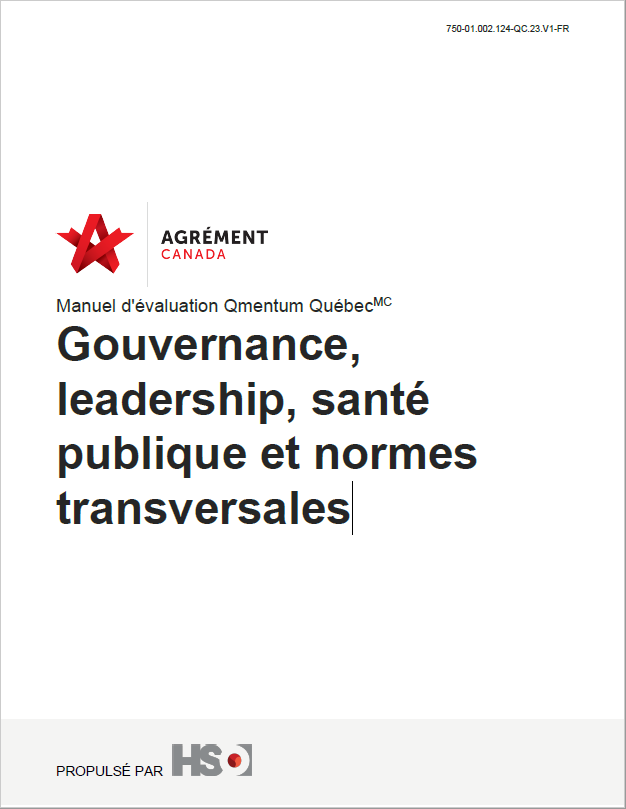 750-01.002.124-QC.23.V1-FR
AGRÉMENT
CANADA
Manuel d'évaluation Qmentum QuébecMC
Gouvernance,
leadership, santé
publique et normes
transversales
PROPULSÉ PAR HSO